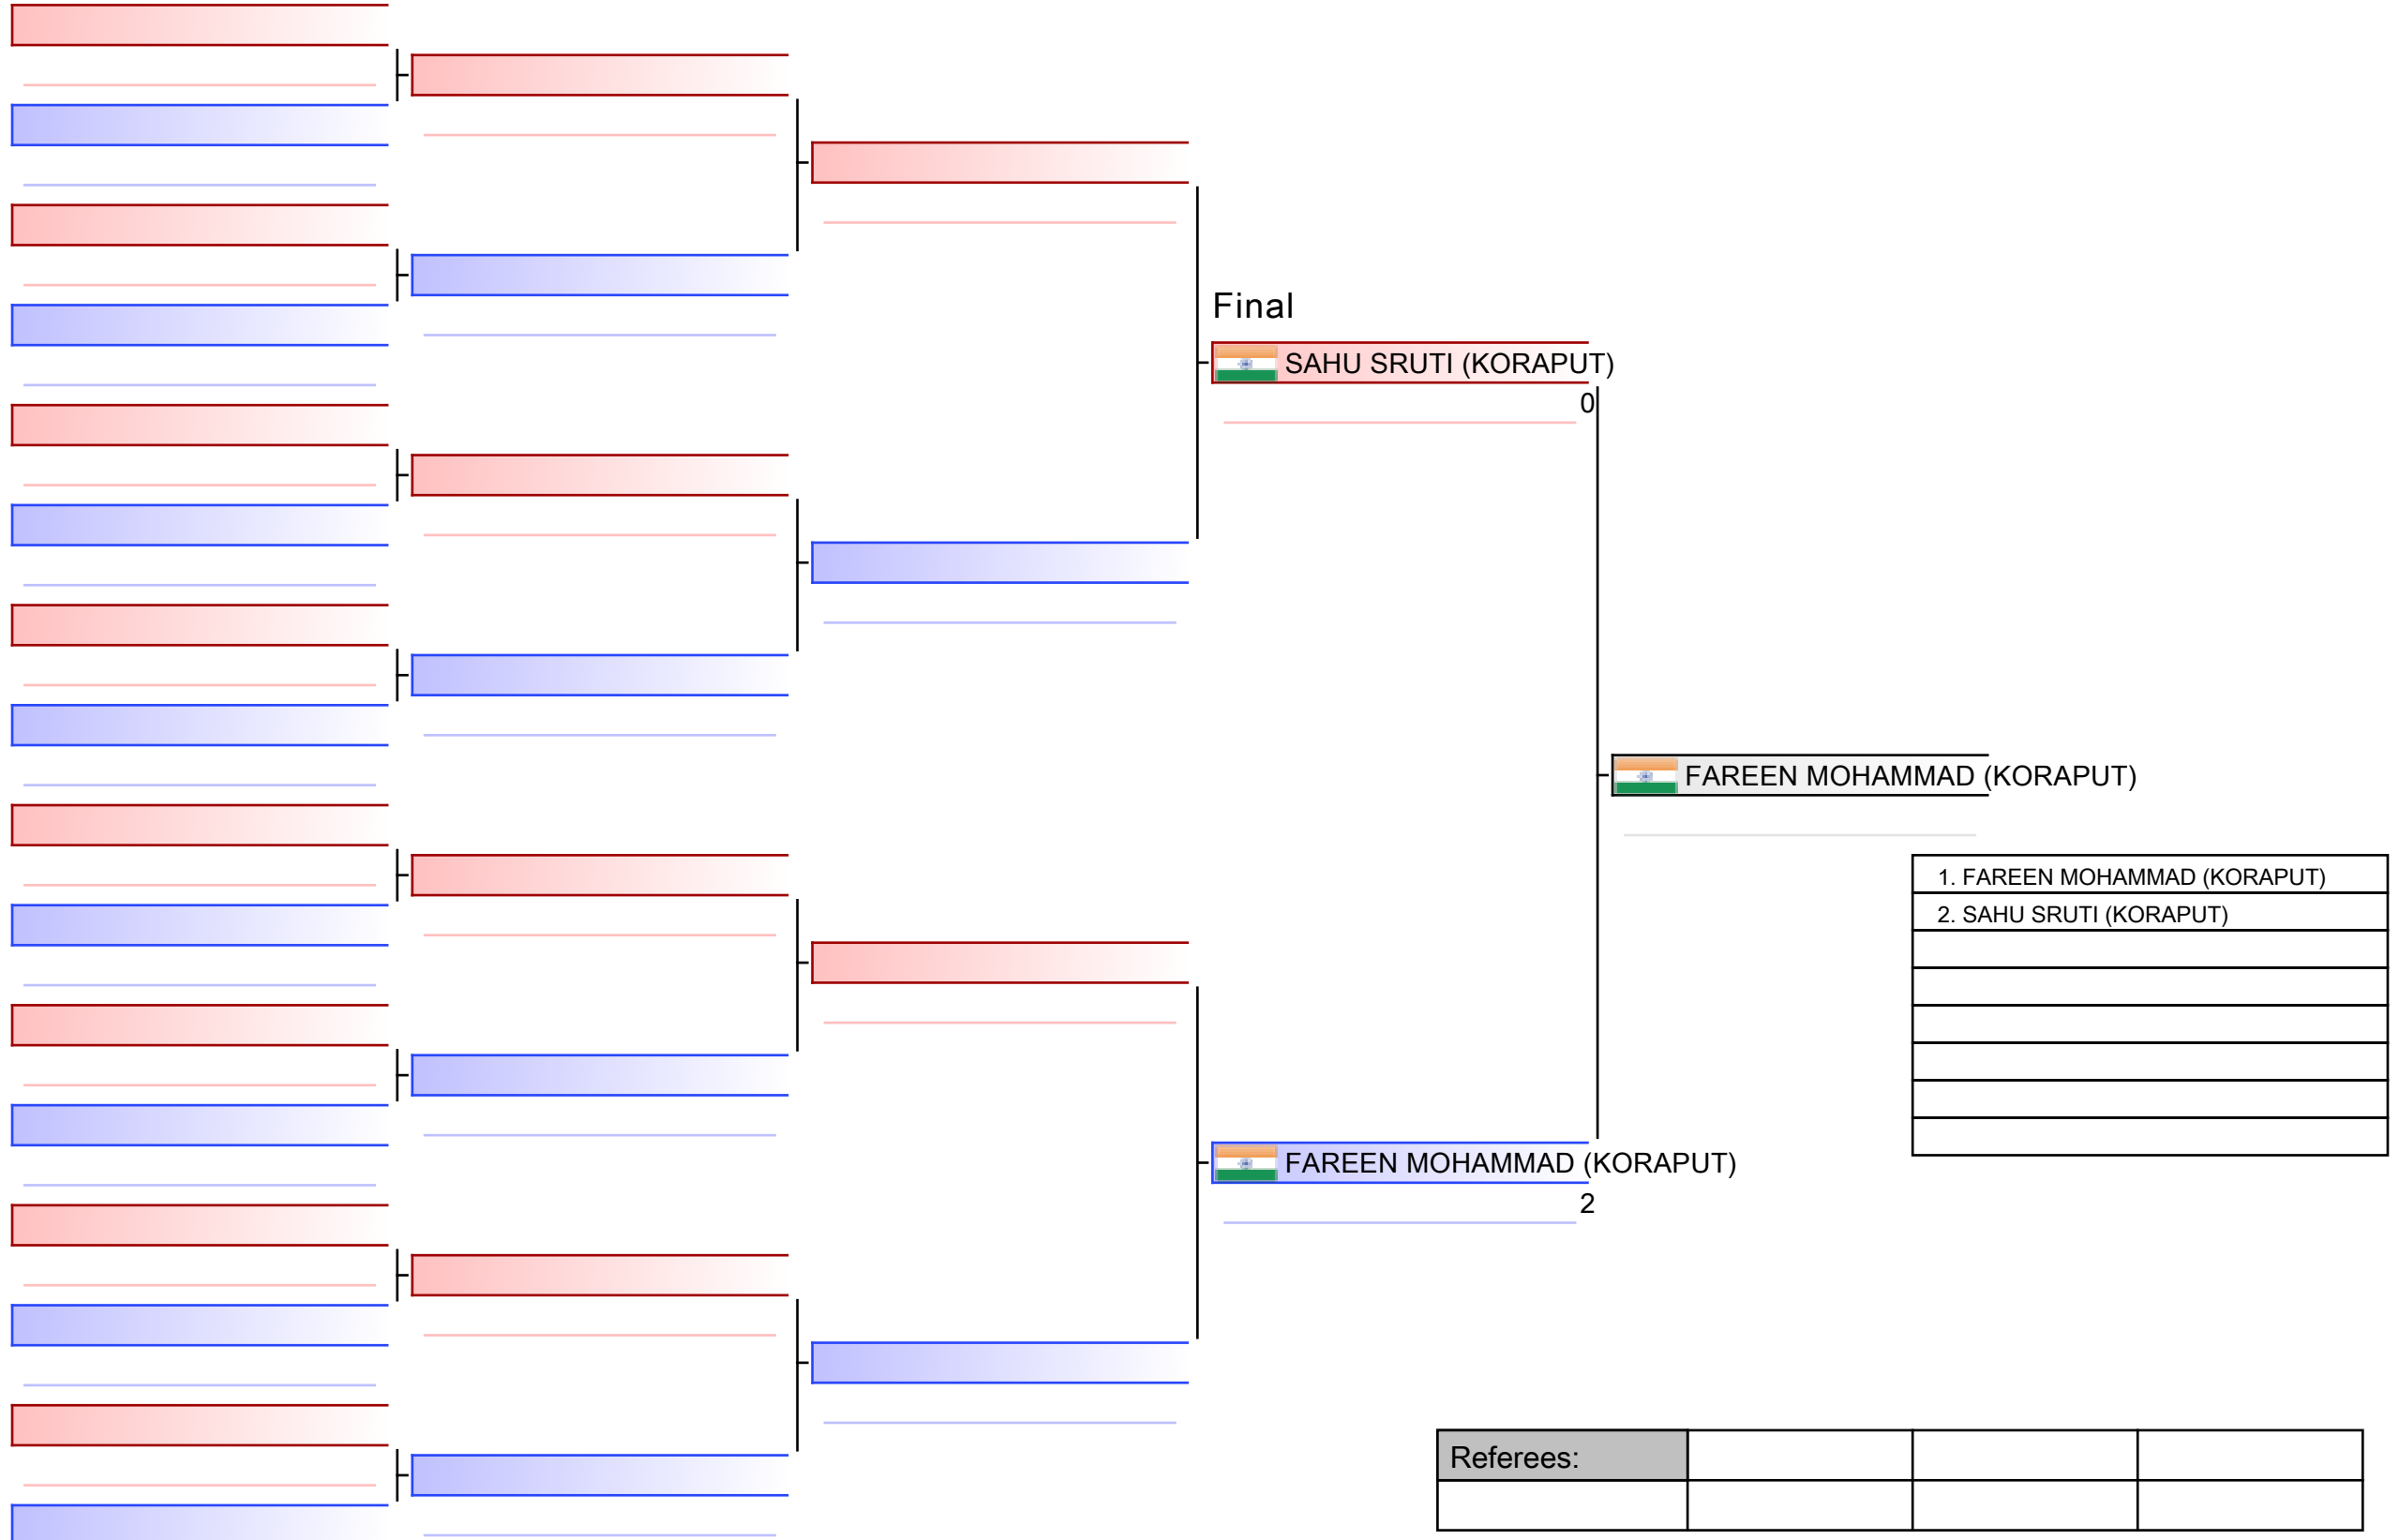 Final
SAHU SRUTI (KORAPUT)
0
FAREEN MOHAMMAD (KORAPUT)
1. FAREEN MOHAMMAD (KORAPUT)
2. SAHU SRUTI (KORAPUT)
FAREEN MOHAMMAD (KORAPUT)
2
Referees: